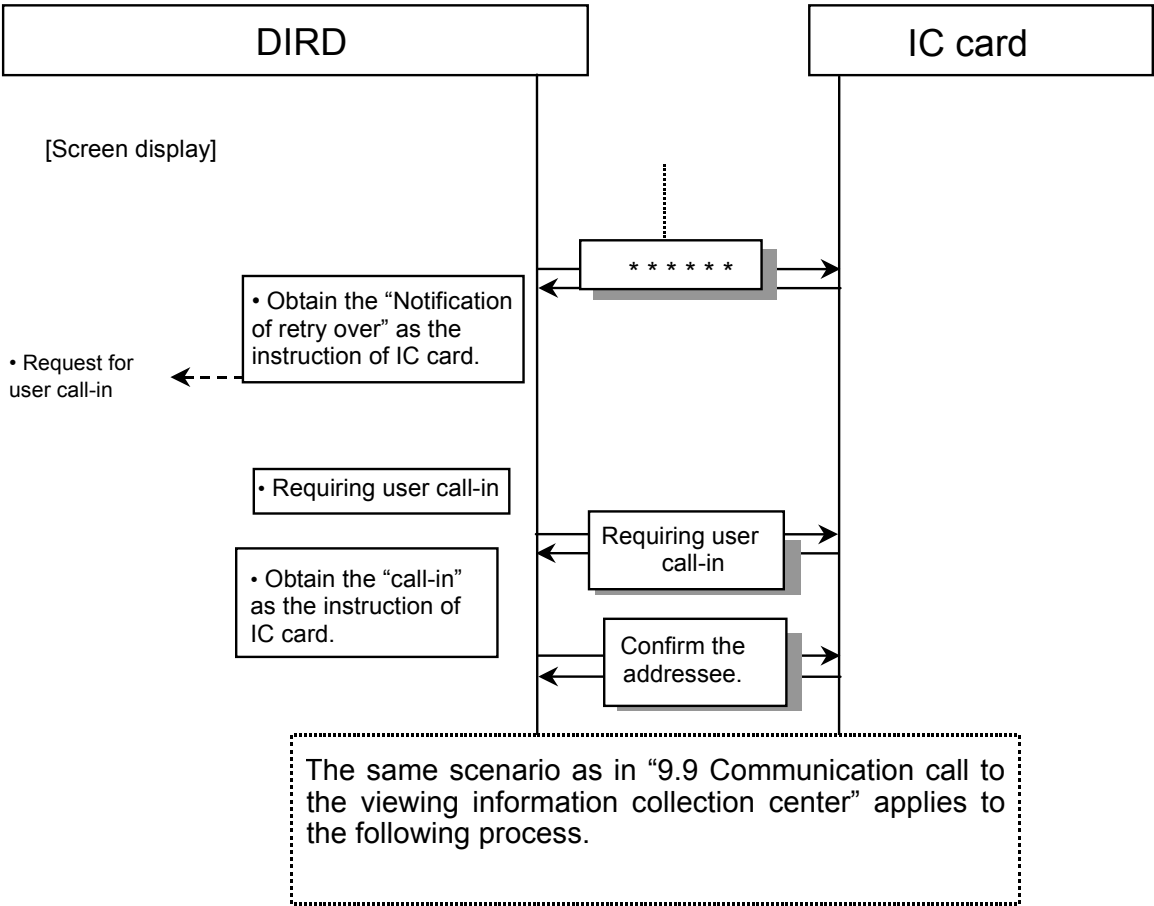 DIRD
IC card
[Screen display]
* * * * * *
• Obtain the “Notification
of retry over” as the
instruction of IC card.
• Request for
user call-in
• Requiring user call-in
Requiring user
call-in
• Obtain the “call-in”
as the instruction of
IC card.
Confirm the
addressee.
The same scenario as in “9.9 Communication call to
the viewing information collection center” applies to
the following process.